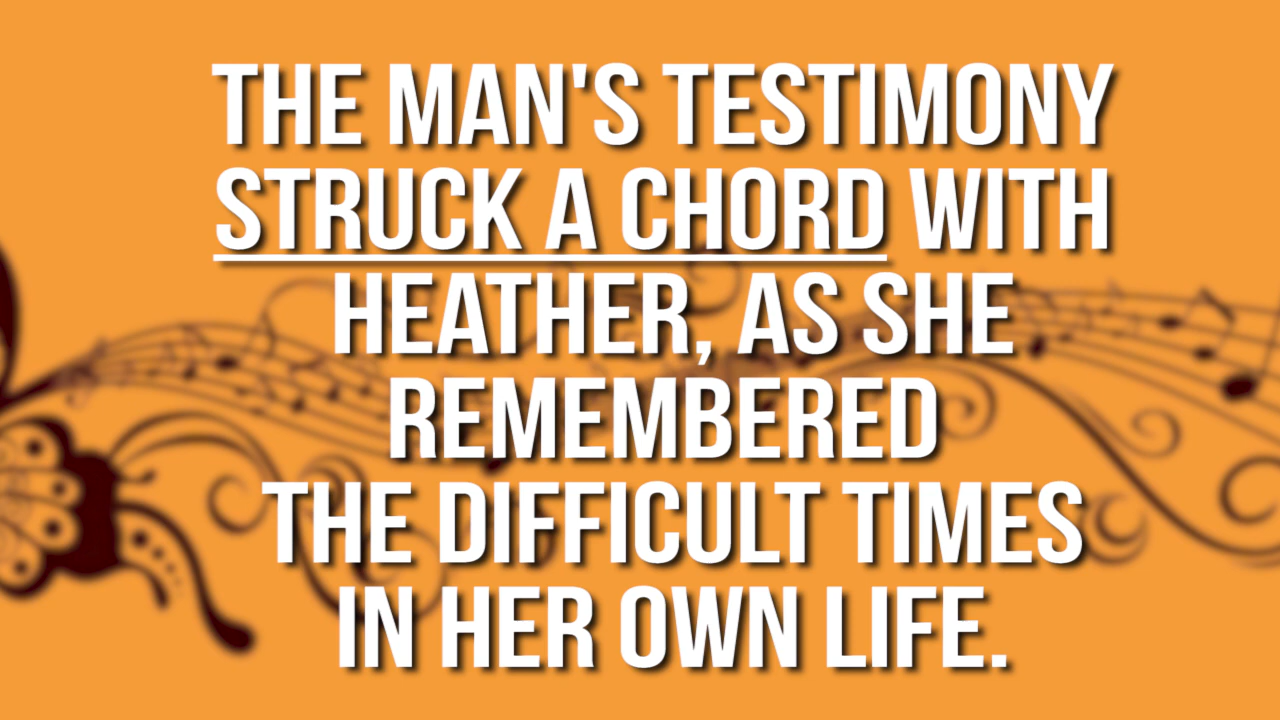 THE MAN'S TESTIMONY
STRUCK A CHORD WITH
HEATHER, AS SHE
REMEMBERED
THE DIFFICULT TIMES
IN HER OWN LIFE.